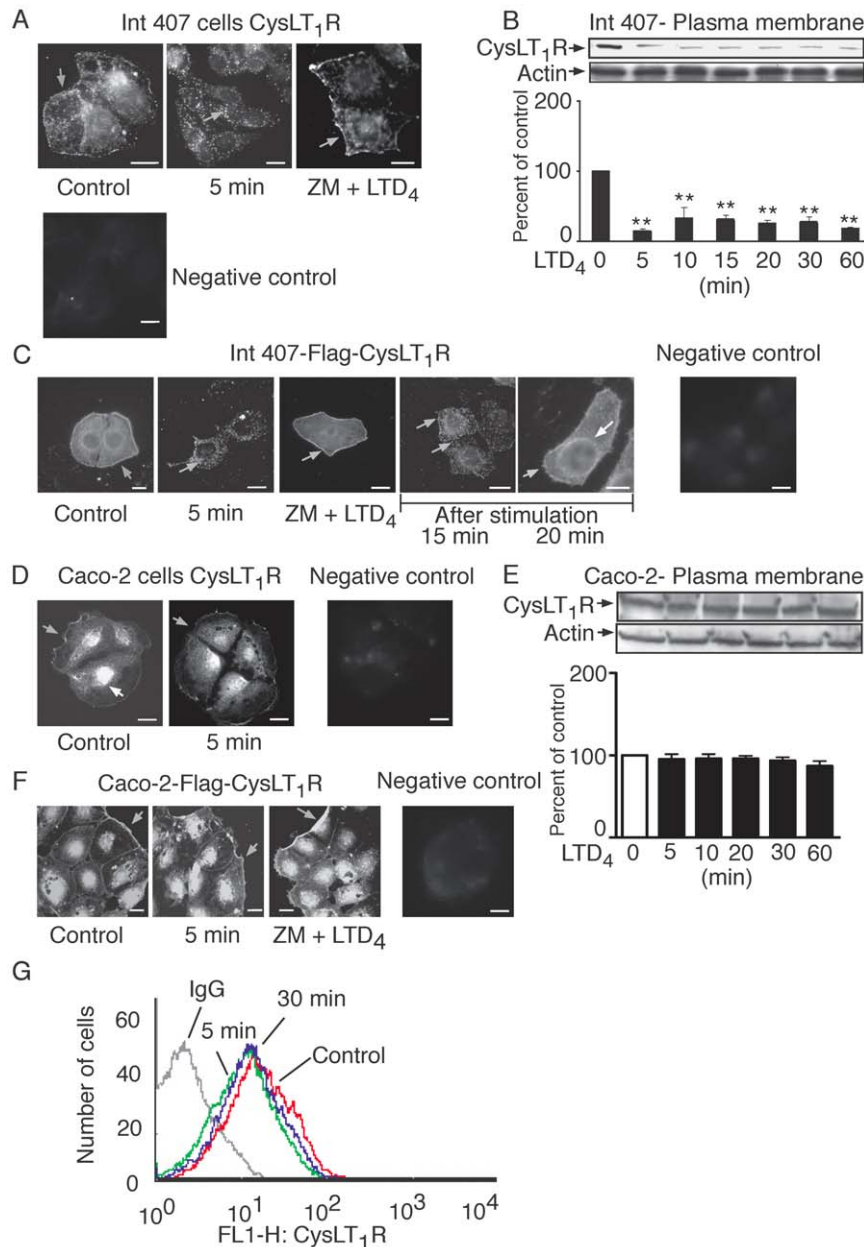 A
Int 407 cells CysLT₁R
Control
5 min
ZM + LTD₄
Negative control
B
Int 407- Plasma membrane
CysLT₁R
Actin
Percent of control
200
100
0
** ** ** ** ** **
LTD₄ 0 5 10 15 20 30 60
(min)
C
Int 407-Flag-CysLT₁R
Negative control
Control
5 min
ZM + LTD₄
After stimulation
15 min
20 min
D
Caco-2 cells CysLT₁R
Negative control
Control
5 min
E
Caco-2- Plasma membrane
CysLT₁R
Actin
Percent of control
200
100
0
LTD₄ 0 5 10 20 30 60
(min)
F
Caco-2-Flag-CysLT₁R
Negative control
Control
5 min
ZM + LTD₄
G
Number of cells
60
40
20
0
IgG
5 min
30 min
Control
10⁰ 10¹ 10² 10³ 10⁴
FL1-H: CysLT₁R